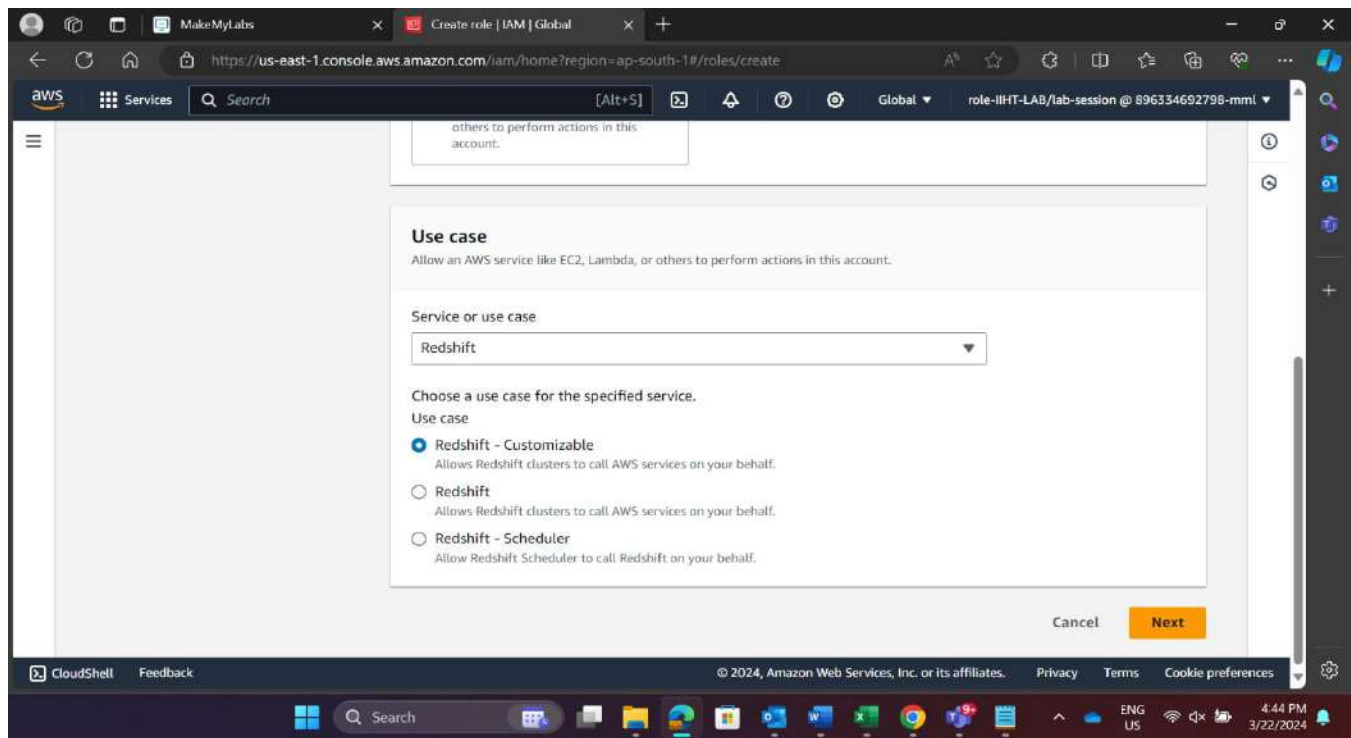 MakeMyLabs
Create role | IAM | Global
https://us-east-1.console.aws.amazon.com/iam/home?region=ap-south-1#/roles/create
aws
Services
Search
[Alt+S]
Global
role-IIHT-LAB/lab-session @ 896334692798-mml
others to perform actions in this
account.
Use case
Allow an AWS service like EC2, Lambda, or others to perform actions in this account.
Service or use case
Redshift
Choose a use case for the specified service.
Use case
Redshift - Customizable
Allows Redshift clusters to call AWS services on your behalf.
Redshift
Allows Redshift clusters to call AWS services on your behalf.
Redshift - Scheduler
Allow Redshift Scheduler to call Redshift on your behalf.
Cancel
Next
CloudShell
Feedback
© 2024, Amazon Web Services, Inc. or its affiliates.
Privacy
Terms
Cookie preferences
Search
9+
ENG
US
4:44 PM
3/22/2024